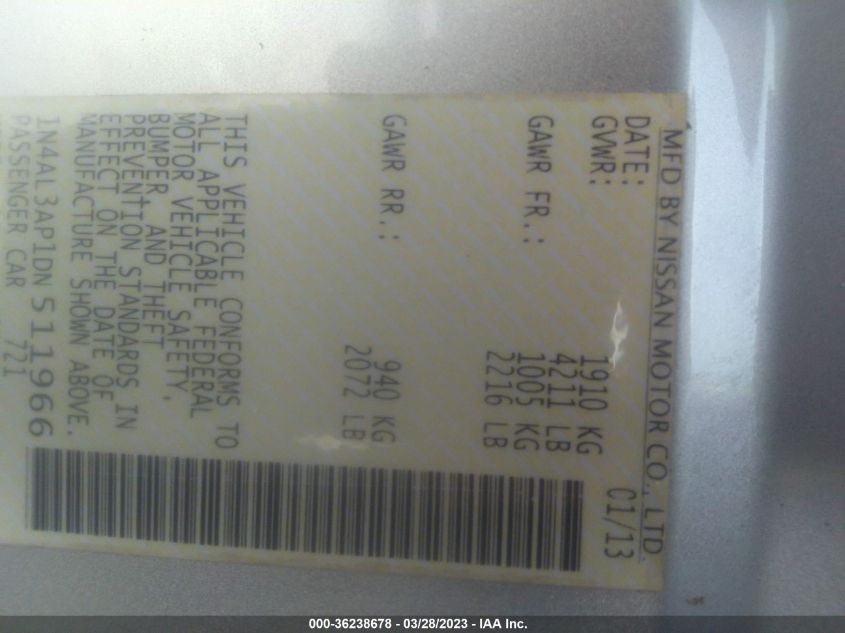 MFD BY NISSAN MOTOR CO., LTD.
DATE: 01/13
GVWR: 1910 KG
4211 LB
GAWR FR.: 1005 KG
2216 LB
GAWR RR.: 940 KG
2072 LB
THIS VEHICLE CONFORMS TO
ALL APPLICABLE FEDERAL
MOTOR VEHICLE SAFETY,
BUMPER, AND THEFT
PREVENTION STANDARDS IN
EFFECT ON THE DATE OF
MANUFACTURE SHOWN ABOVE.
1N4AL3AP1DN 511966
PASSENGER CAR 721
000-36238678 - 03/28/2023 - IAA Inc.